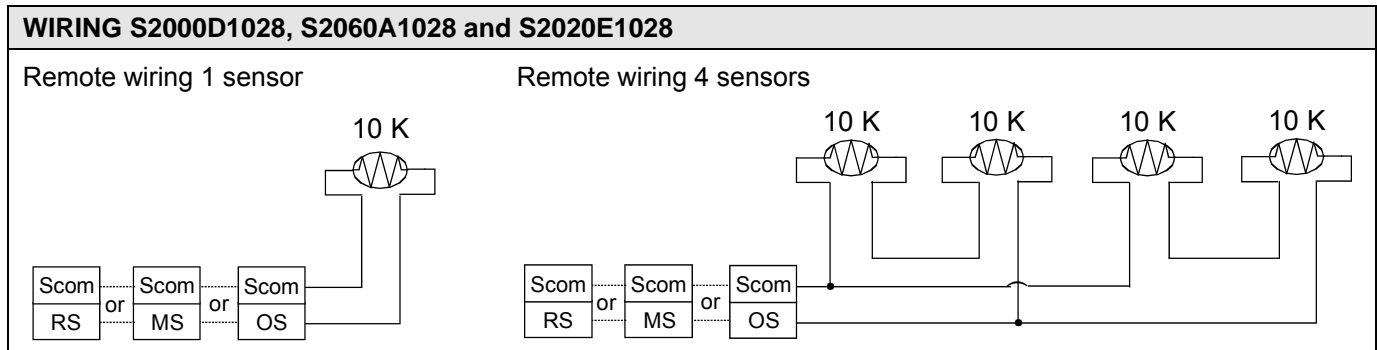 WIRING S2000D1028, S2060A1028 and S2020E1028
Remote wiring 1 sensor
10 K
Scom or Scom or Scom
RS MS OS
Remote wiring 4 sensors
10 K 10 K 10 K 10 K
Scom or Scom or Scom
RS MS OS